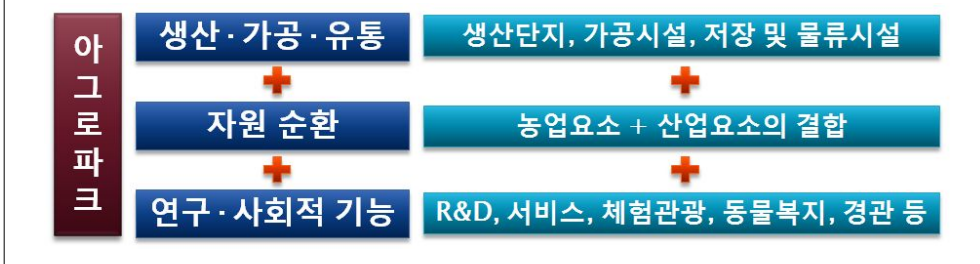 아그로파크
생산·가공·유통
생산단지, 가공시설, 저장 및 물류시설
자원 순환
농업요소 + 산업요소의 결합
연구·사회적 기능
R&D, 서비스, 체험관광, 동물복지, 경관 등